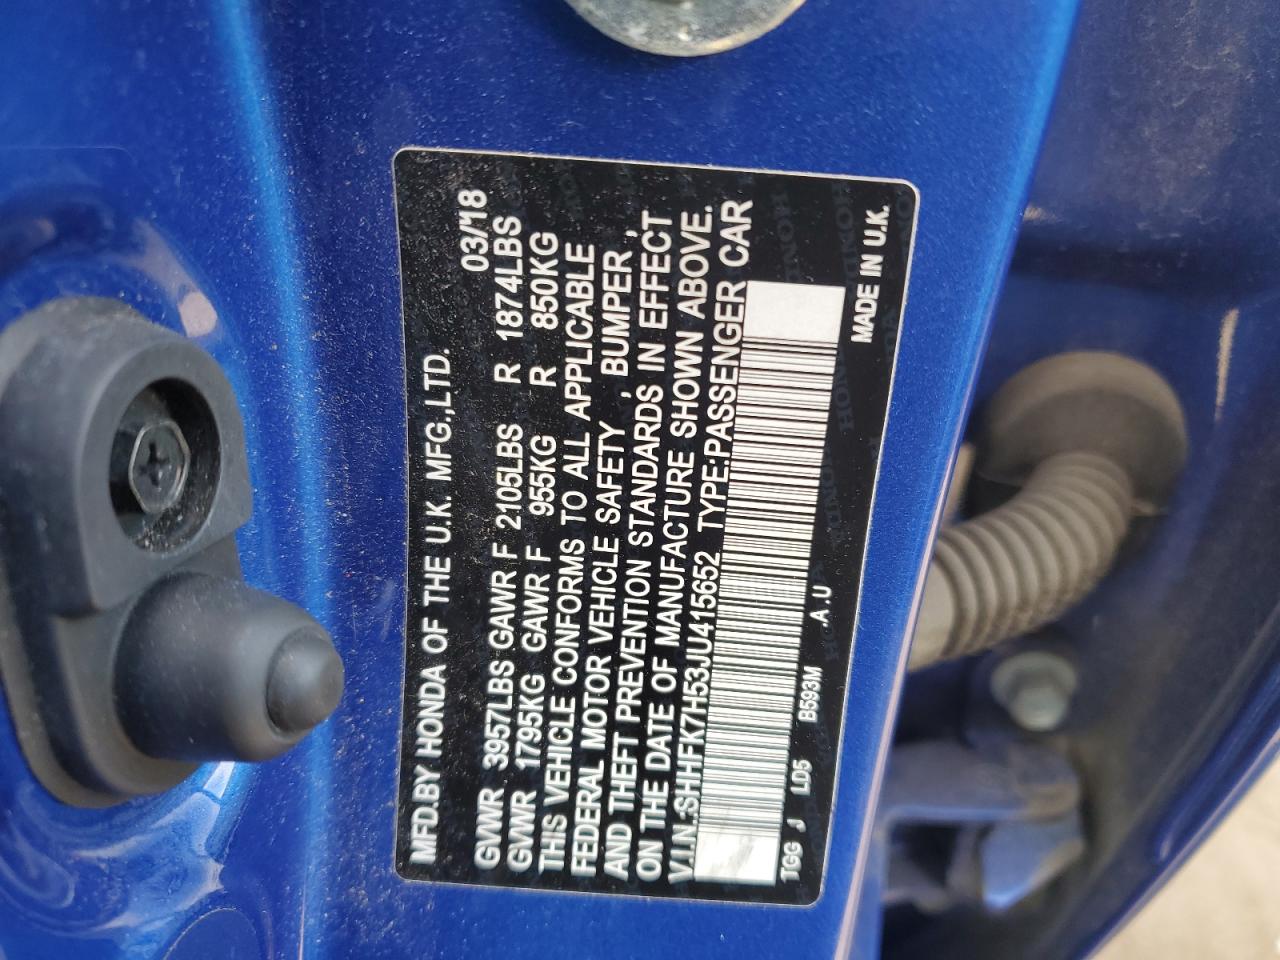 MFD.BY HONDA OF THE U.K. MFG.,LTD. 03/18
GVWR 3957LBS GAWR F 2105LBS R 1874LBS
GVWR 1795KG GAWR F 955KG R 850KG
THIS VEHICLE CONFORMS TO ALL APPLICABLE
FEDERAL MOTOR VEHICLE SAFETY , BUMPER ,
AND THEFT PREVENTION STANDARDS IN EFFECT
ON THE DATE OF MANUFACTURE SHOWN ABOVE.
V.I.N.:SHHFK7H53JU415652 TYPE:PASSENGER CAR
TGG J LD5 B593M .A.U MADE IN U.K.